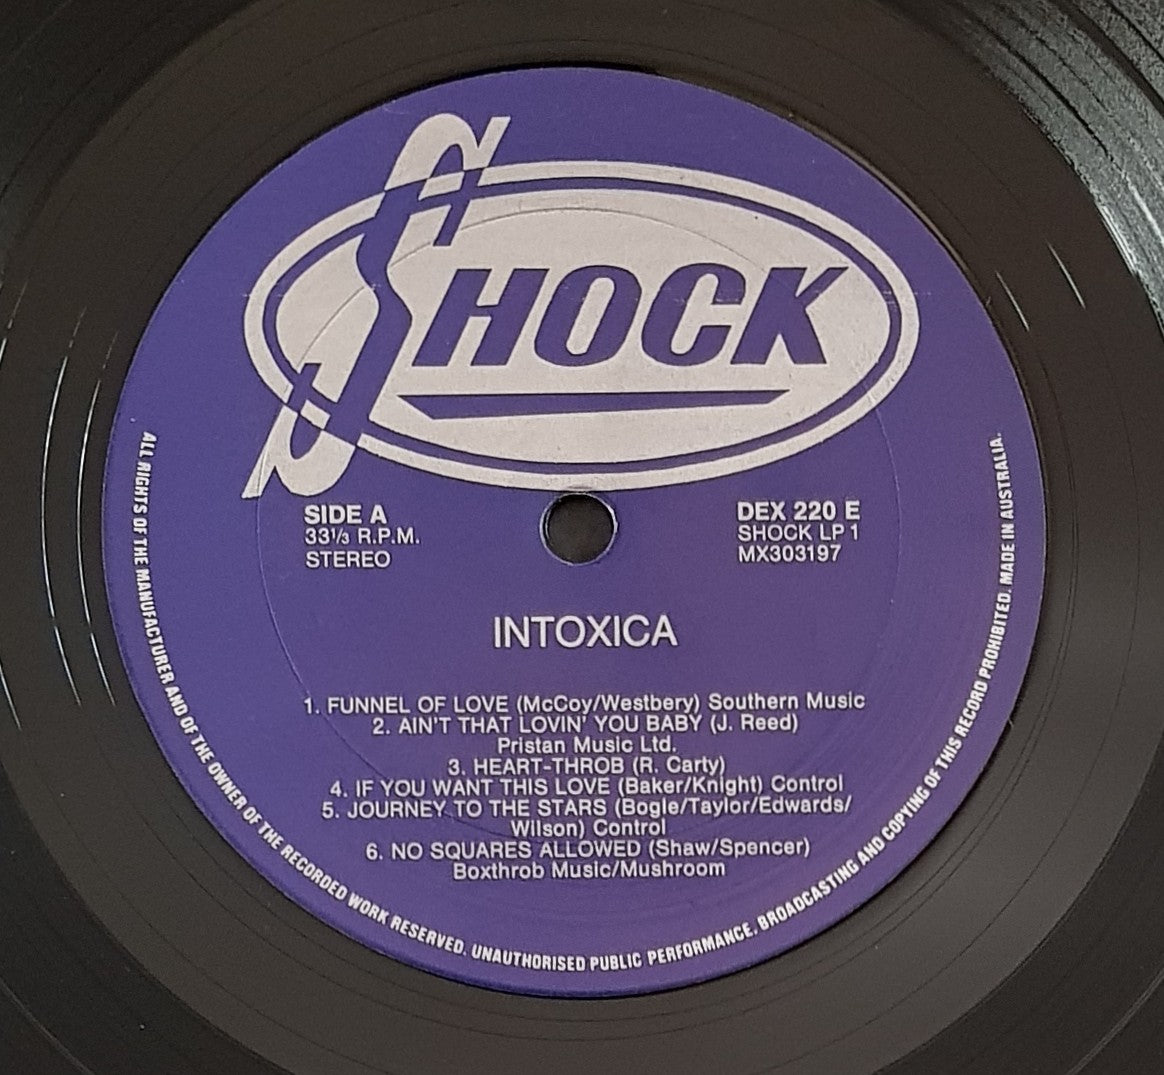 SHOCK
SIDE A
33⅓ R.P.M.
STEREO
DEX 220 E
SHOCK LP 1
MX303197
INTOXICA
1. FUNNEL OF LOVE (McCoy/Westbery) Southern Music
2. AIN'T THAT LOVIN' YOU BABY (J. Reed)
Pristan Music Ltd.
3. HEART-THROB (R. Carty)
4. IF YOU WANT THIS LOVE (Baker/Knight) Control
5. JOURNEY TO THE STARS (Bogle/Taylor/Edwards/
Wilson) Control
6. NO SQUARES ALLOWED (Shaw/Spencer)
Boxthrob Music/Mushroom
ALL RIGHTS OF THE MANUFACTURER AND OF THE OWNER OF THE RECORDED WORK RESERVED. UNAUTHORISED PUBLIC PERFORMANCE, BROADCASTING AND COPYING OF THIS RECORD PROHIBITED. MADE IN AUSTRALIA.